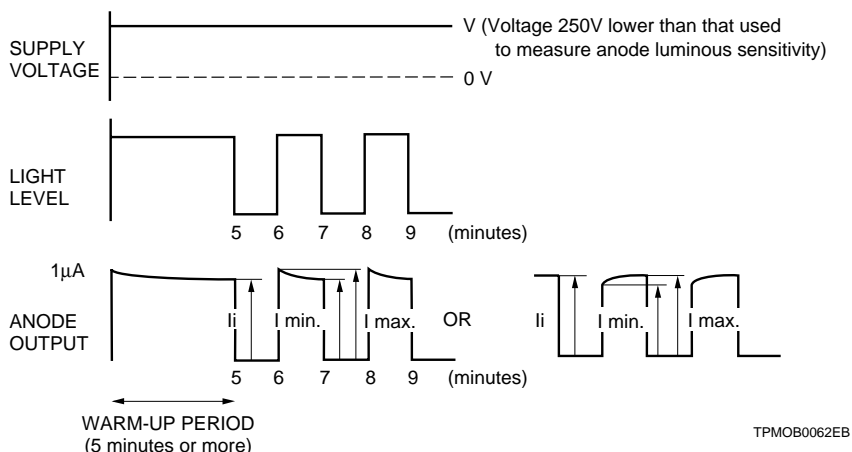 SUPPLY
VOLTAGE
V (Voltage 250V lower than that used
to measure anode luminous sensitivity)
0 V
LIGHT
LEVEL
5 6 7 8 9 (minutes)
1μA
ANODE
OUTPUT
Ii I min. I max. OR Ii I min. I max.
5 6 7 8 9 (minutes)
WARM-UP PERIOD
(5 minutes or more)
TPMOB0062EB